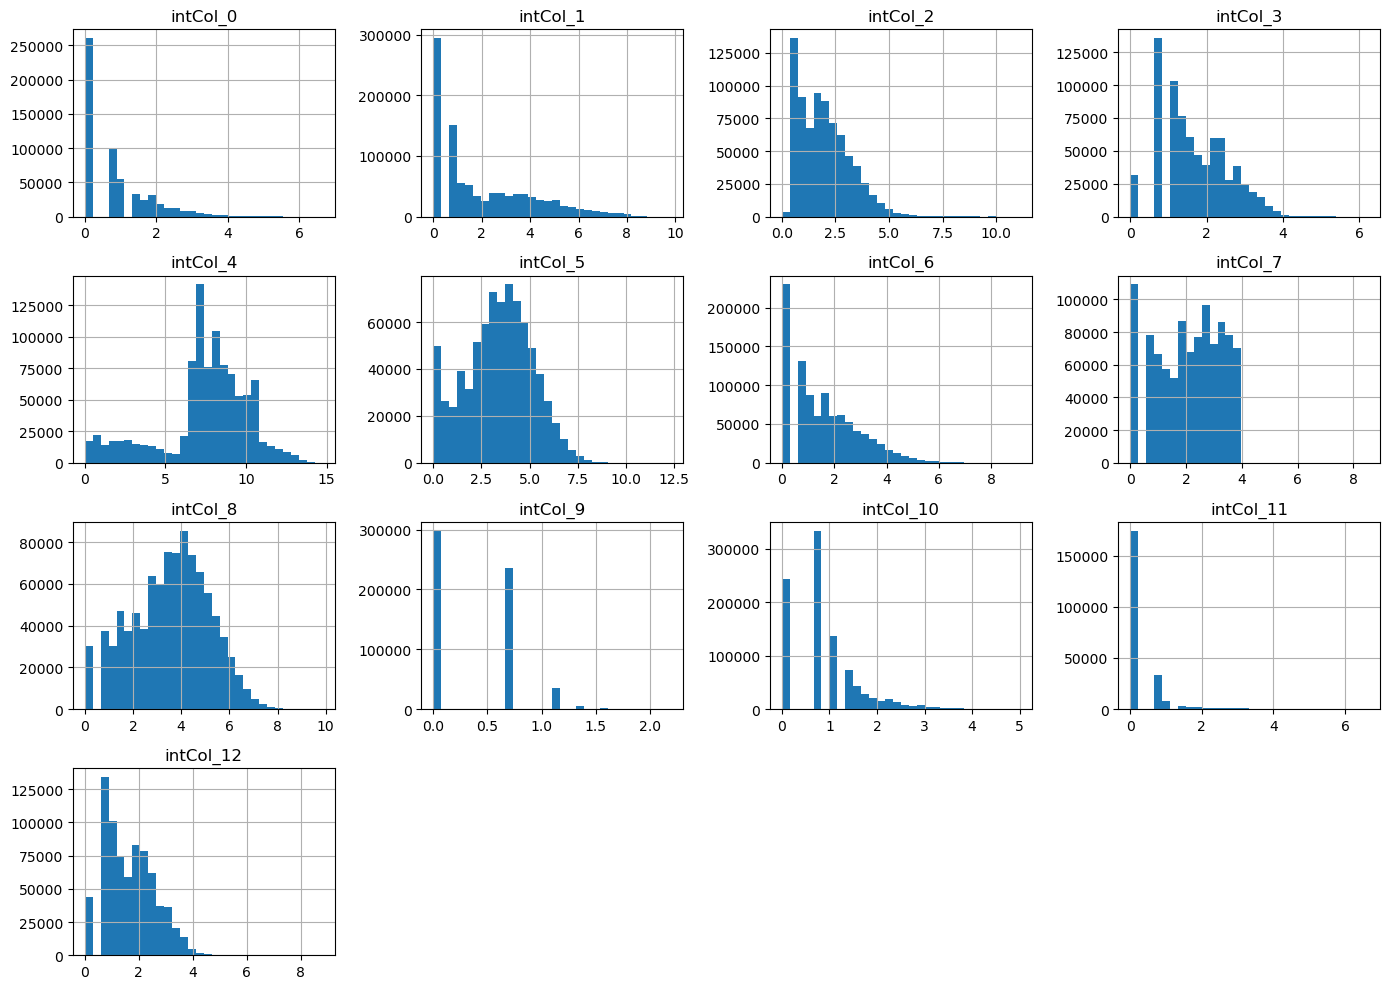 intCol_0 intCol_1 intCol_2 intCol_3
250000 200000 150000 100000 50000 0
0 2 4 6
300000 200000 100000 0
0 2 4 6 8 10
125000 100000 75000 50000 25000 0
0.0 2.5 5.0 7.5 10.0
125000 100000 75000 50000 25000 0
0 2 4 6
intCol_4 intCol_5 intCol_6 intCol_7
125000 100000 75000 50000 25000 0
0 5 10 15
60000 40000 20000 0
0.0 2.5 5.0 7.5 10.0 12.5
200000 150000 100000 50000 0
0 2 4 6 8
100000 80000 60000 40000 20000 0
0 2 4 6 8
intCol_8 intCol_9 intCol_10 intCol_11
80000 60000 40000 20000 0
0 2 4 6 8 10
300000 200000 100000 0
0.0 0.5 1.0 1.5 2.0
300000 200000 100000 0
0 1 2 3 4 5
150000 100000 50000 0
0 2 4 6
intCol_12
125000 100000 75000 50000 25000 0
0 2 4 6 8